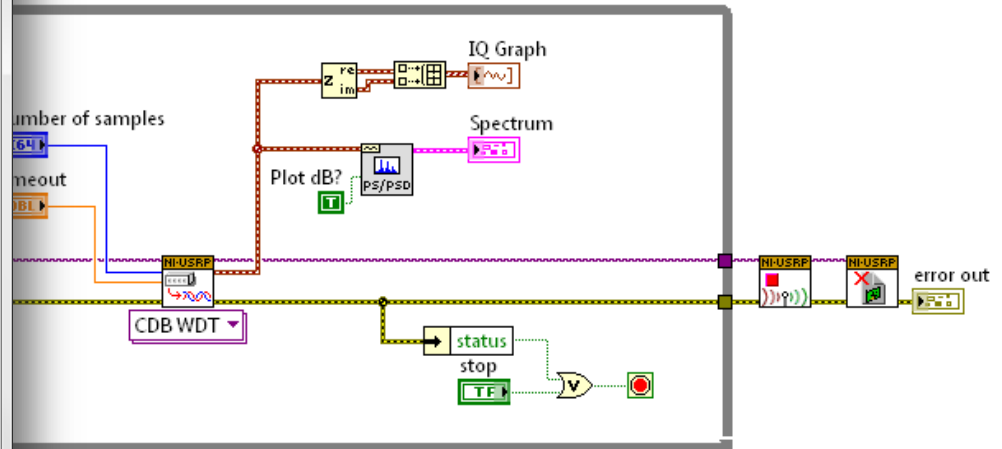 IQ Graph
re
z
im
umber of samples
Spectrum
64
Plot dB?
PS/PSD
meout
T
DBL
NI-USRP
NI-USRP
NI-USRP
error out
CDB WDT
status
stop
TF
V